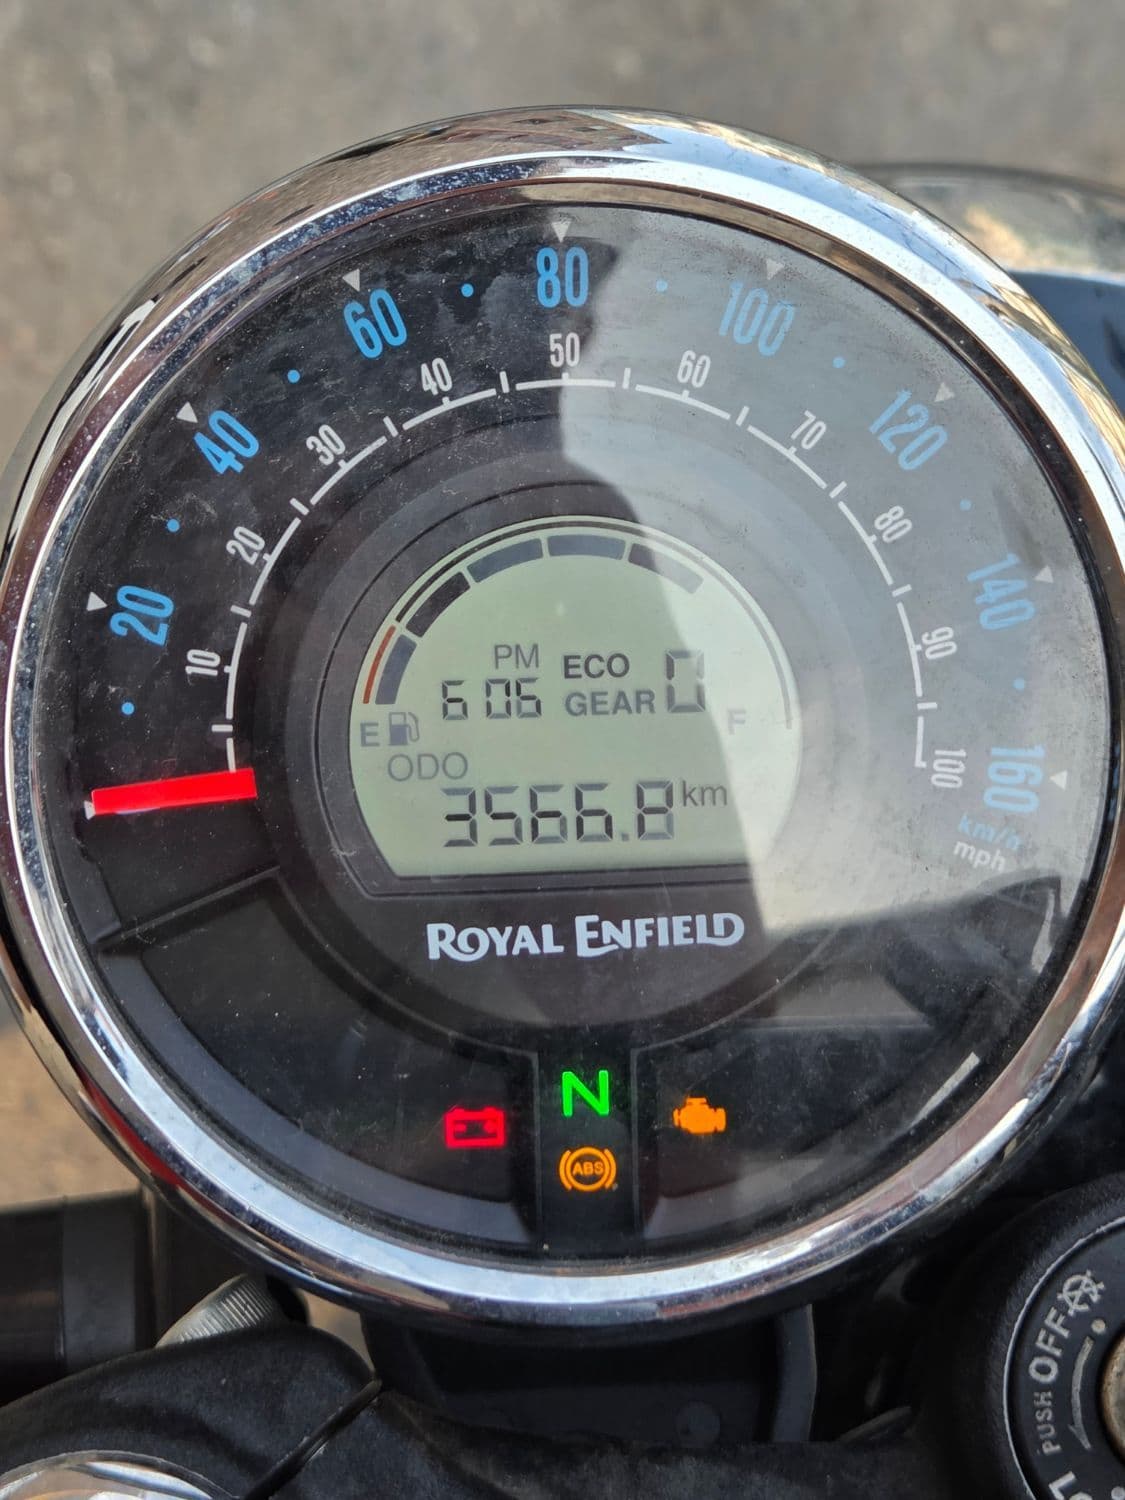 80
60
100
40
120
20
140
160
km/h
mph
50
40
60
30
70
20
80
10
90
100
PM
ECO
6 06
GEAR 0
E
F
ODO
3566.8 km
ROYAL ENFIELD
N
ABS
OFF
PUSH